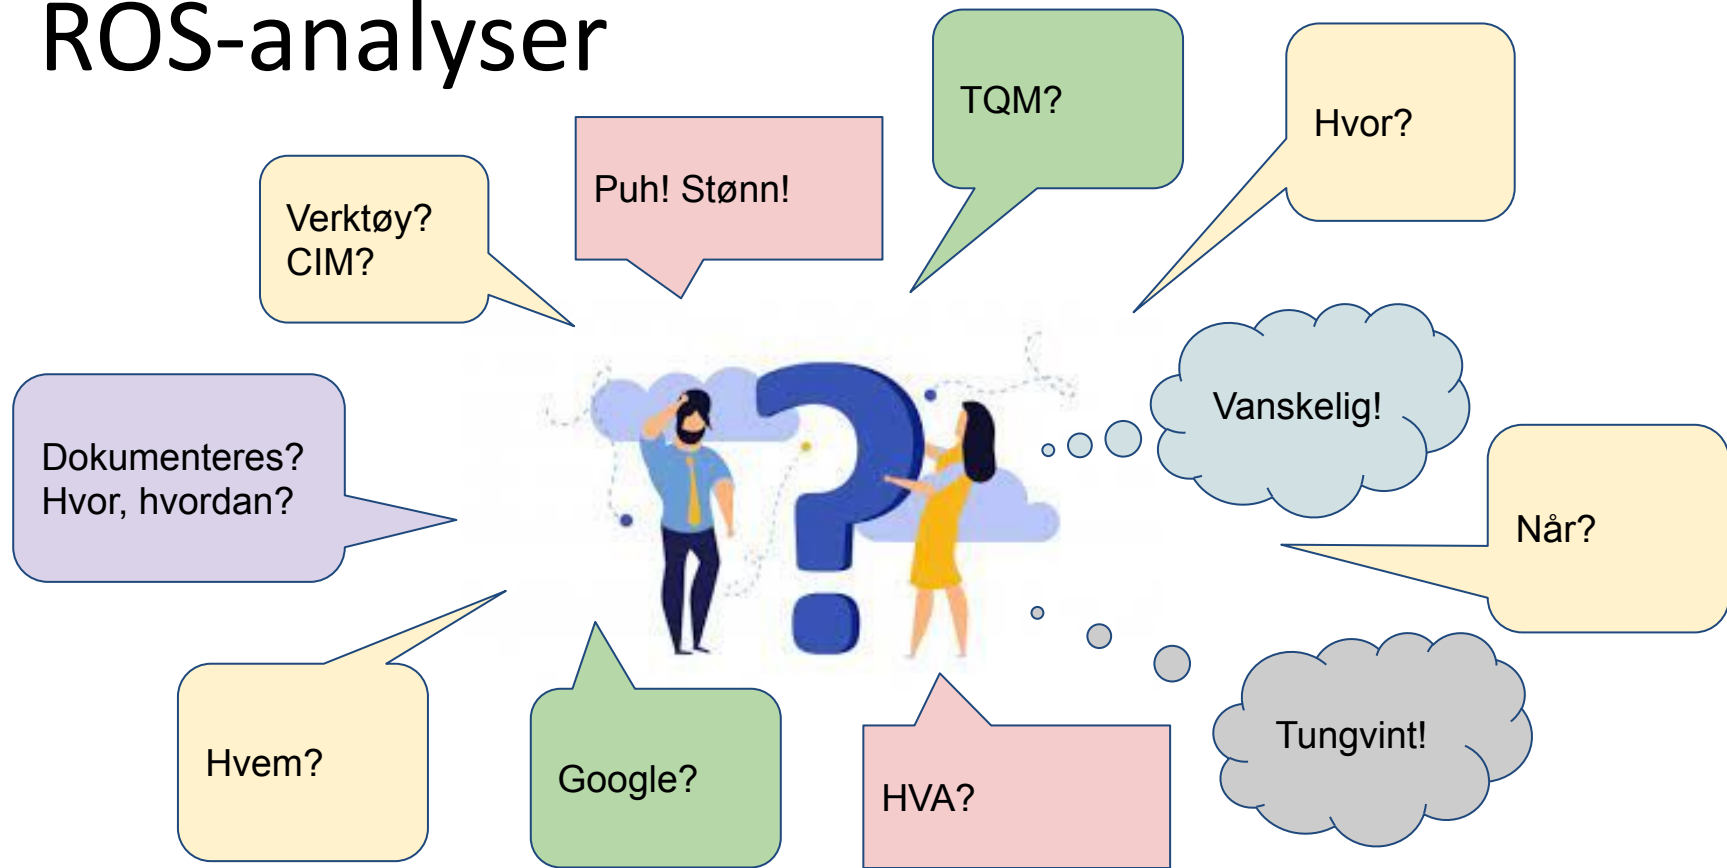 ROS-analyser
TQM?
Hvor?
Puh! Stønn!
Verktøy?
CIM?
Vanskelig!
Dokumenteres?
Hvor, hvordan?
Når?
Hvem?
Google?
HVA?
Tungvint!